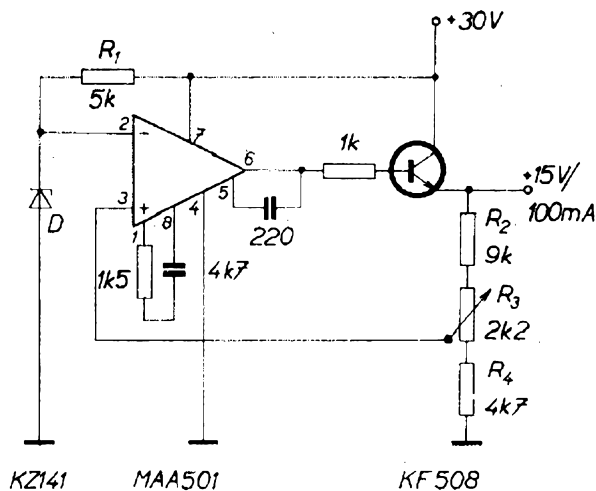 +30V
R1
5k
2
-
7
6
1k
3
+
5
4
8
1
D
220
1k5
4k7
+15V/
100mA
R2
9k
R3
2k2
R4
4k7
KZ141
MAA501
KF508